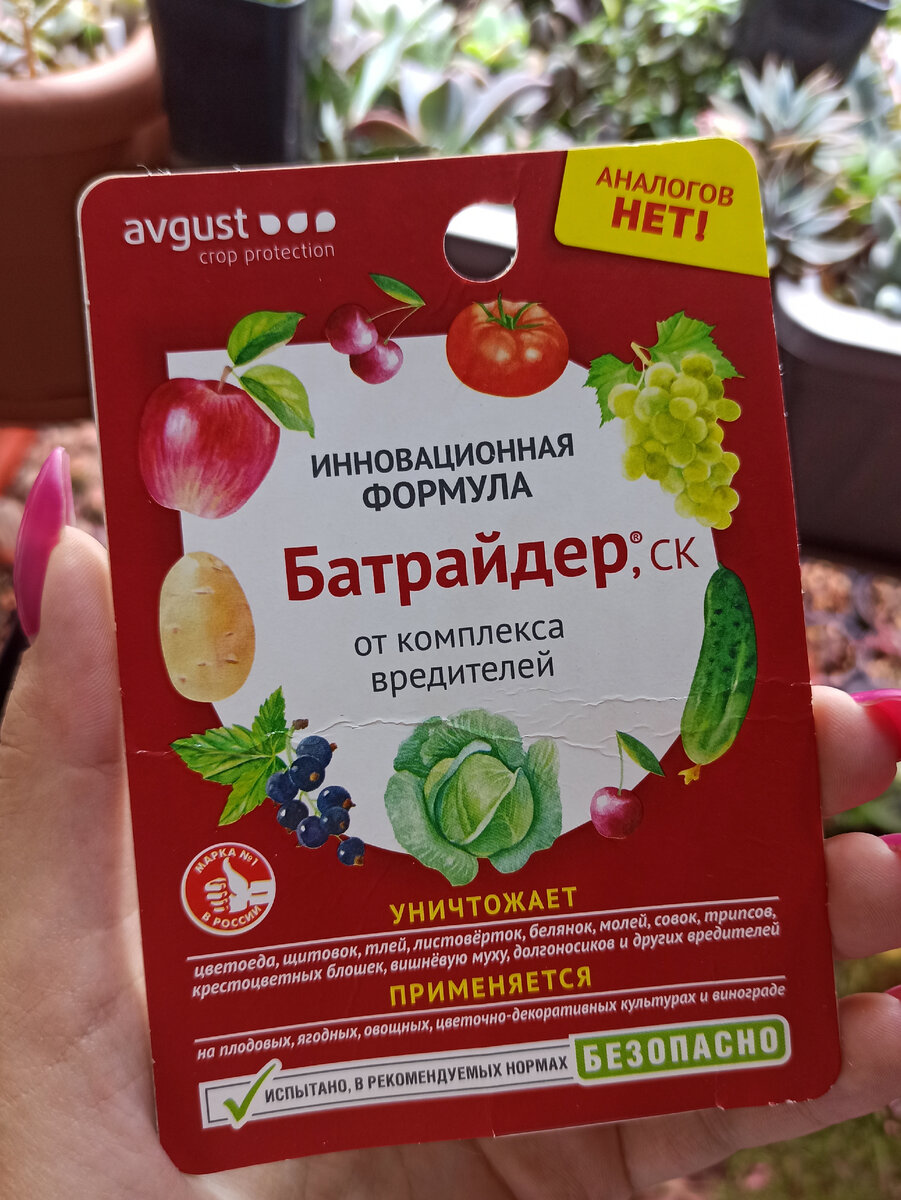 avgust
crop protection
АНАЛОГОВ
НЕТ!
ИННОВАЦИОННАЯ
ФОРМУЛА
Батрайдер®, СК
от комплекса
вредителей
МАРКА №1
В РОССИИ
УНИЧТОЖАЕТ
цветоеда, щитовок, тлей, листовёрток, белянок, молей, совок, трипсов,
крестоцветных блошек, вишнёвую муху, долгоносиков и других вредителей
ПРИМЕНЯЕТСЯ
на плодовых, ягодных, овощных, цветочно-декоративных культурах и винограде
ИСПЫТАНО, В РЕКОМЕНДУЕМЫХ НОРМАХ БЕЗОПАСНО